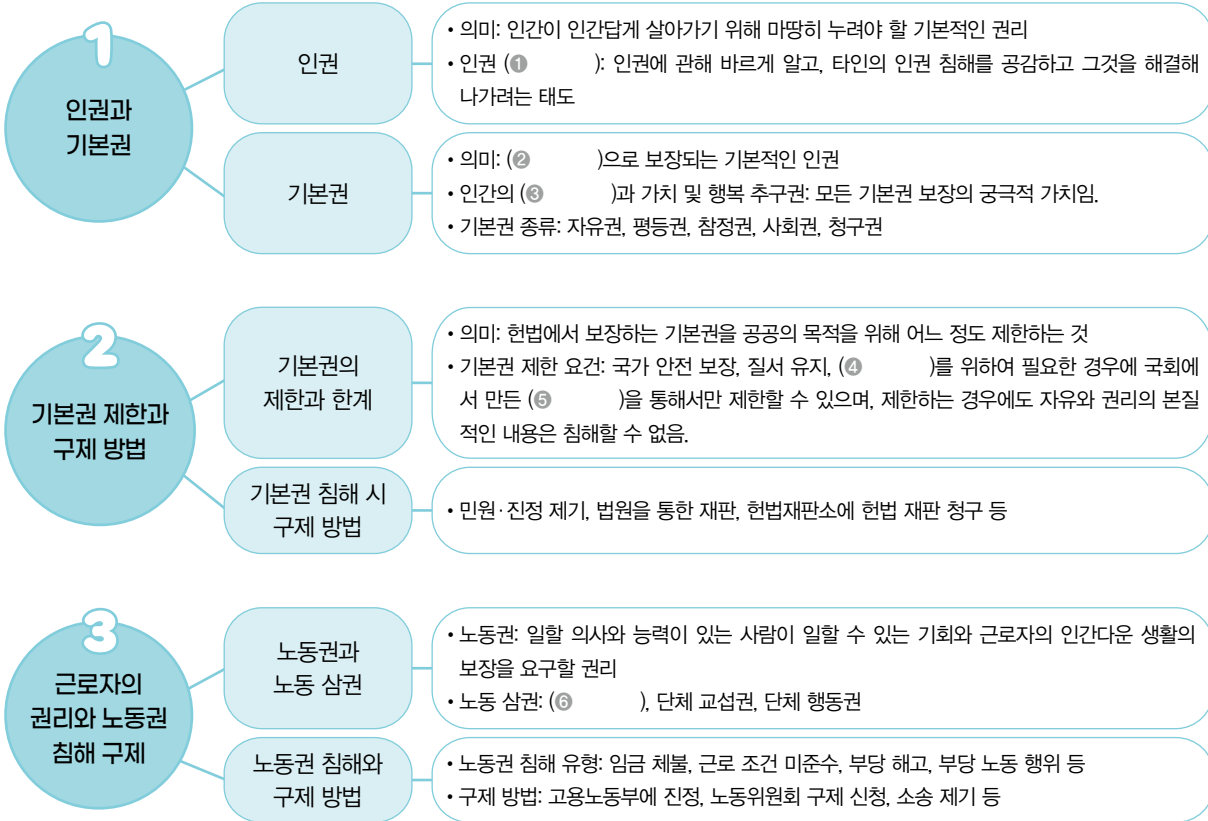 1
인권과
기본권
인권
• 의미: 인간이 인간답게 살아가기 위해 마땅히 누려야 할 기본적인 권리
• 인권 (❶ ): 인권에 관해 바르게 알고, 타인의 인권 침해를 공감하고 그것을 해결해
나가려는 태도
기본권
• 의미: (❷ )으로 보장되는 기본적인 인권
• 인간의 (❸ )과 가치 및 행복 추구권: 모든 기본권 보장의 궁극적 가치임.
• 기본권 종류: 자유권, 평등권, 참정권, 사회권, 청구권
2
기본권 제한과
구제 방법
기본권의
제한과 한계
• 의미: 헌법에서 보장하는 기본권을 공공의 목적을 위해 어느 정도 제한하는 것
• 기본권 제한 요건: 국가 안전 보장, 질서 유지, (❹ )를 위하여 필요한 경우에 국회에
서 만든 (❺ )을 통해서만 제한할 수 있으며, 제한하는 경우에도 자유와 권리의 본질
적인 내용은 침해할 수 없음.
기본권 침해 시
구제 방법
• 민원·진정 제기, 법원을 통한 재판, 헌법재판소에 헌법 재판 청구 등
3
근로자의
권리와 노동권
침해 구제
노동권과
노동 삼권
• 노동권: 일할 의사와 능력이 있는 사람이 일할 수 있는 기회와 근로자의 인간다운 생활의
보장을 요구할 권리
• 노동 삼권: (❻ ), 단체 교섭권, 단체 행동권
노동권 침해와
구제 방법
• 노동권 침해 유형: 임금 체불, 근로 조건 미준수, 부당 해고, 부당 노동 행위 등
• 구제 방법: 고용노동부에 진정, 노동위원회 구제 신청, 소송 제기 등